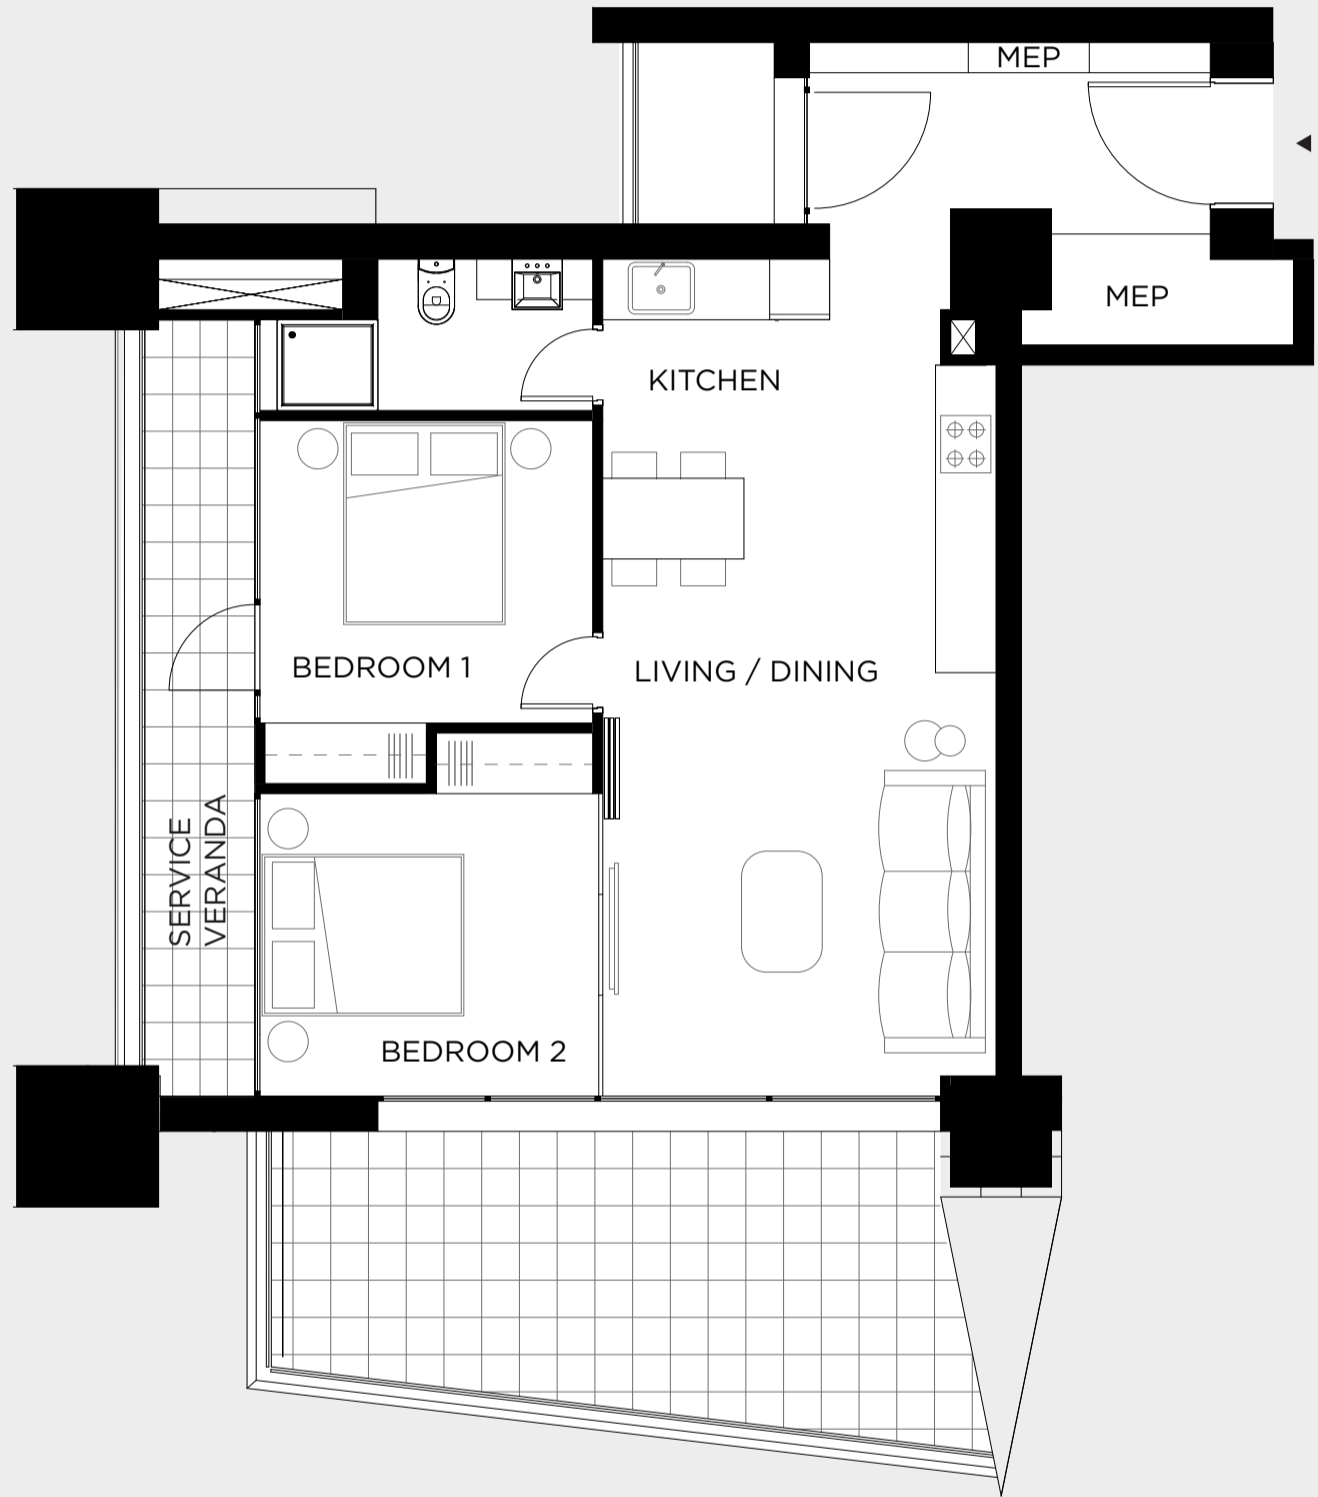 MEP
MEP
KITCHEN
BEDROOM 1
LIVING / DINING
SERVICE
VERANDA
BEDROOM 2